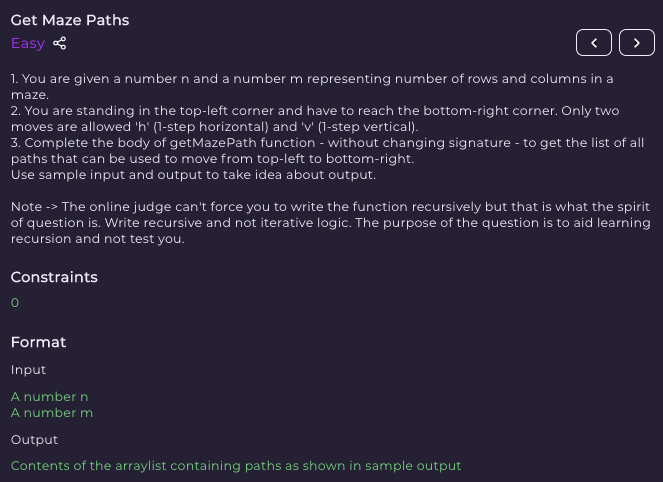 Get Maze Paths
Easy
1. You are given a number n and a number m representing number of rows and columns in a
maze.
2. You are standing in the top-left corner and have to reach the bottom-right corner. Only two
moves are allowed 'h' (1-step horizontal) and 'v' (1-step vertical).
3. Complete the body of getMazePath function - without changing signature - to get the list of all
paths that can be used to move from top-left to bottom-right.
Use sample input and output to take idea about output.
Note -> The online judge can't force you to write the function recursively but that is what the spirit
of question is. Write recursive and not iterative logic. The purpose of the question is to aid learning
recursion and not test you.
Constraints
0
Format
Input
A number n
A number m
Output
Contents of the arraylist containing paths as shown in sample output